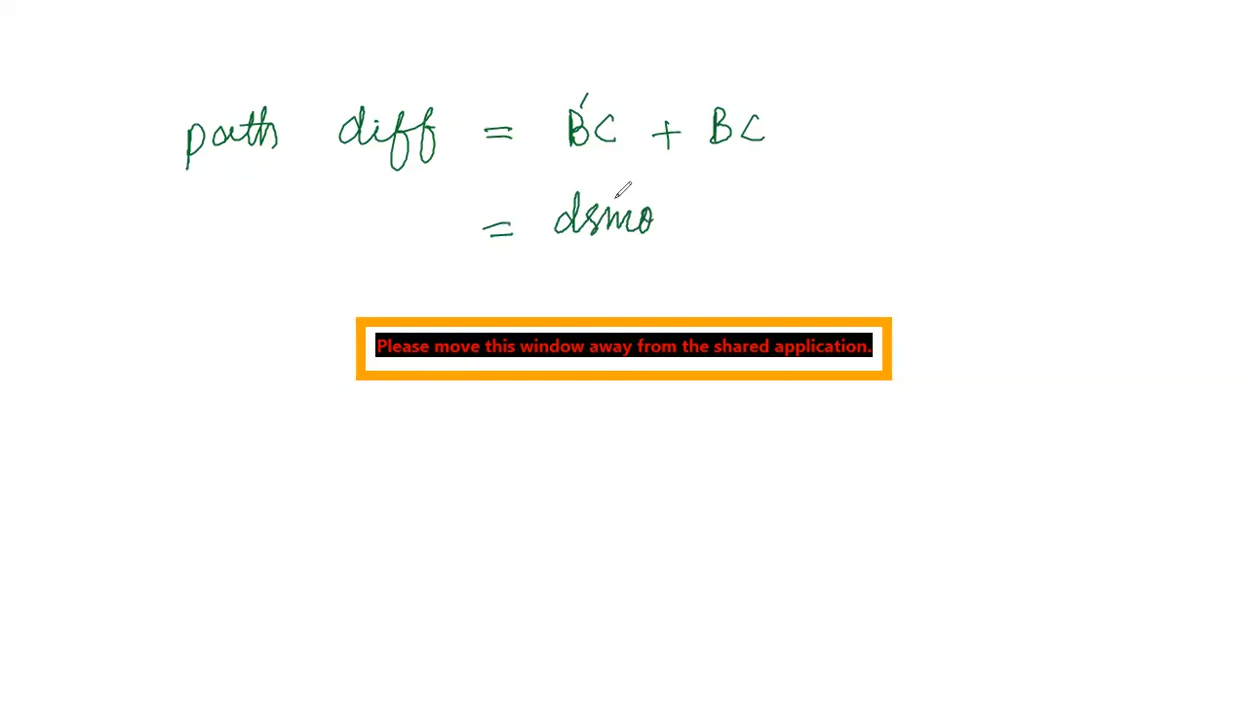 path diff = B'C + BC
= dsinθ
Please move this window away from the shared application.